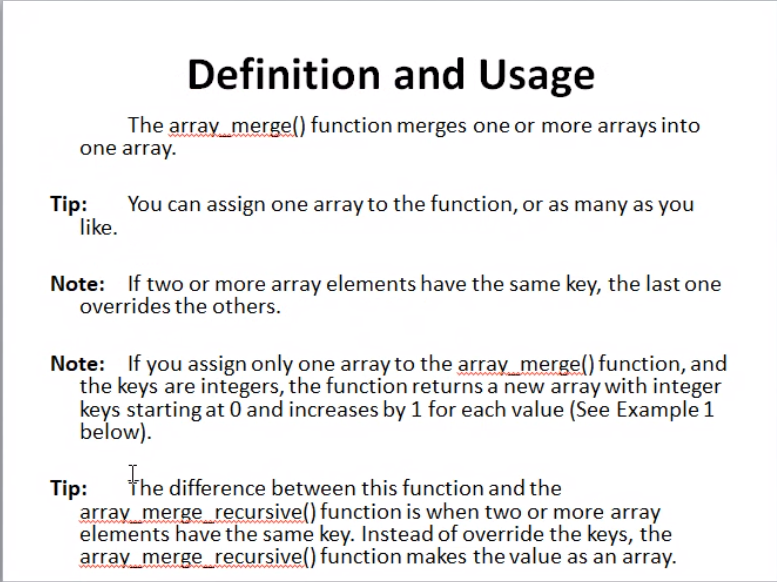 Definition and Usage
The array_merge() function merges one or more arrays into
one array.
Tip: You can assign one array to the function, or as many as you
like.
Note: If two or more array elements have the same key, the last one
overrides the others.
Note: If you assign only one array to the array_merge() function, and
the keys are integers, the function returns a new array with integer
keys starting at 0 and increases by 1 for each value (See Example 1
below).
Tip: The difference between this function and the
array_merge_recursive() function is when two or more array
elements have the same key. Instead of override the keys, the
array_merge_recursive() function makes the value as an array.